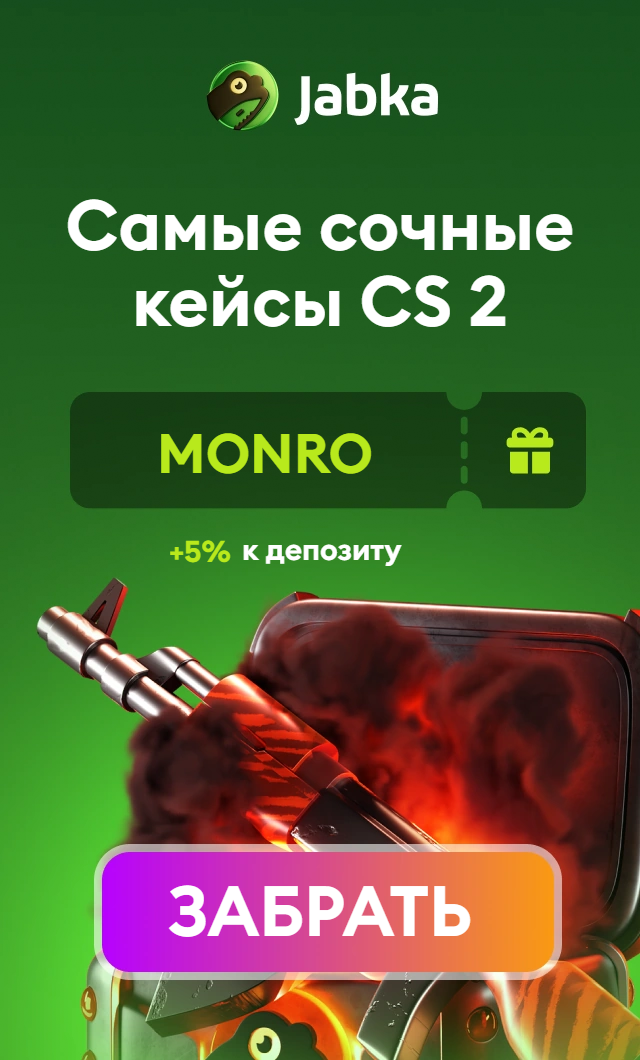 Jabka
Самые сочные
кейсы CS 2
MONRO
+5% к депозиту
ЗАБРАТЬ